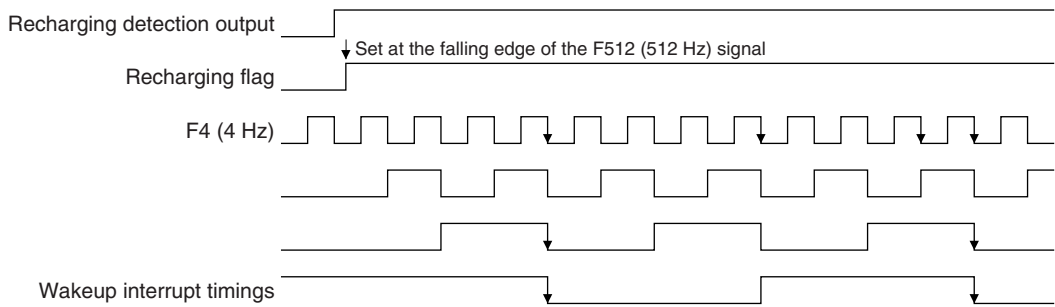 Recharging detection output
Set at the falling edge of the F512 (512 Hz) signal
Recharging flag
F4 (4 Hz)
Wakeup interrupt timings